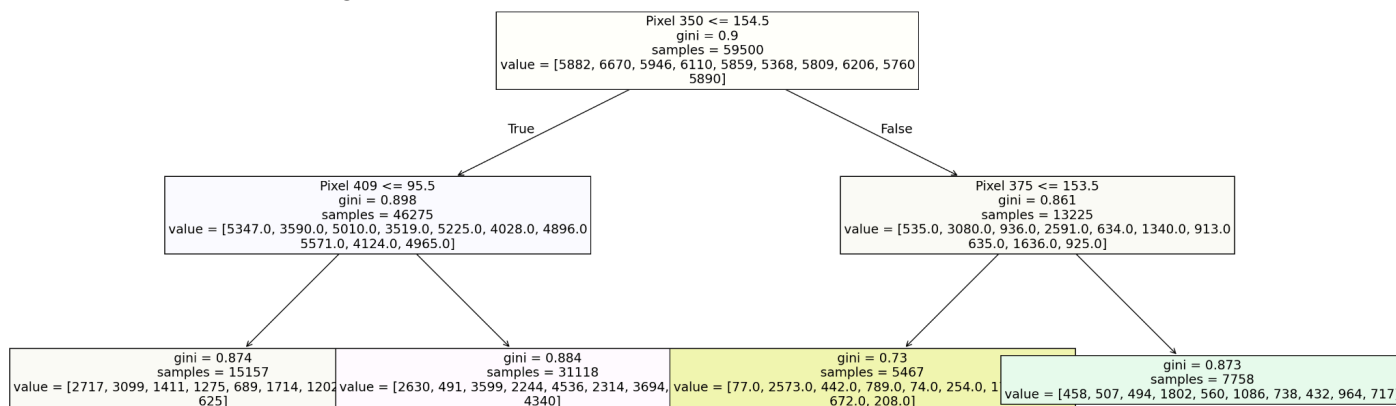 Pixel 350 <= 154.5
gini = 0.9
samples = 59500
value = [5882, 6670, 5946, 6110, 5859, 5368, 5809, 6206, 5760
5890]
True
False
Pixel 409 <= 95.5
gini = 0.898
samples = 46275
value = [5347.0, 3590.0, 5010.0, 3519.0, 5225.0, 4028.0, 4896.0
5571.0, 4124.0, 4965.0]
Pixel 375 <= 153.5
gini = 0.861
samples = 13225
value = [535.0, 3080.0, 936.0, 2591.0, 634.0, 1340.0, 913.0
635.0, 1636.0, 925.0]
gini = 0.874
samples = 15157
value = [2717, 3099, 1411, 1275, 689, 1714, 1202
625]
gini = 0.884
samples = 31118
value = [2630, 491, 3599, 2244, 4536, 2314, 3694,
4340]
gini = 0.73
samples = 5467
value = [77.0, 2573.0, 442.0, 789.0, 74.0, 254.0,
672.0, 208.0]
gini = 0.873
samples = 7758
value = [458, 507, 494, 1802, 560, 1086, 738, 432, 964, 717